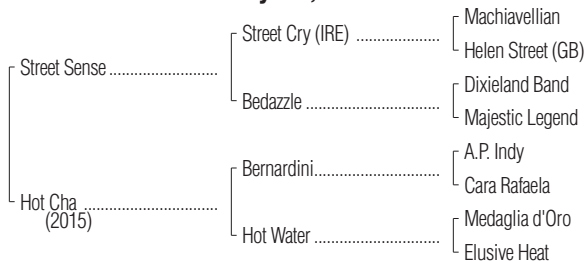 Machiavellian
Street Cry (IRE) ..................
Helen Street (GB)
Street Sense .......................
Dixieland Band
Bedazzle ............................
Majestic Legend
A.P. Indy
Bernardini...........................
Cara Rafaela
Hot Cha .............................
(2015)
Medaglia d'Oro
Hot Water ..........................
Elusive Heat